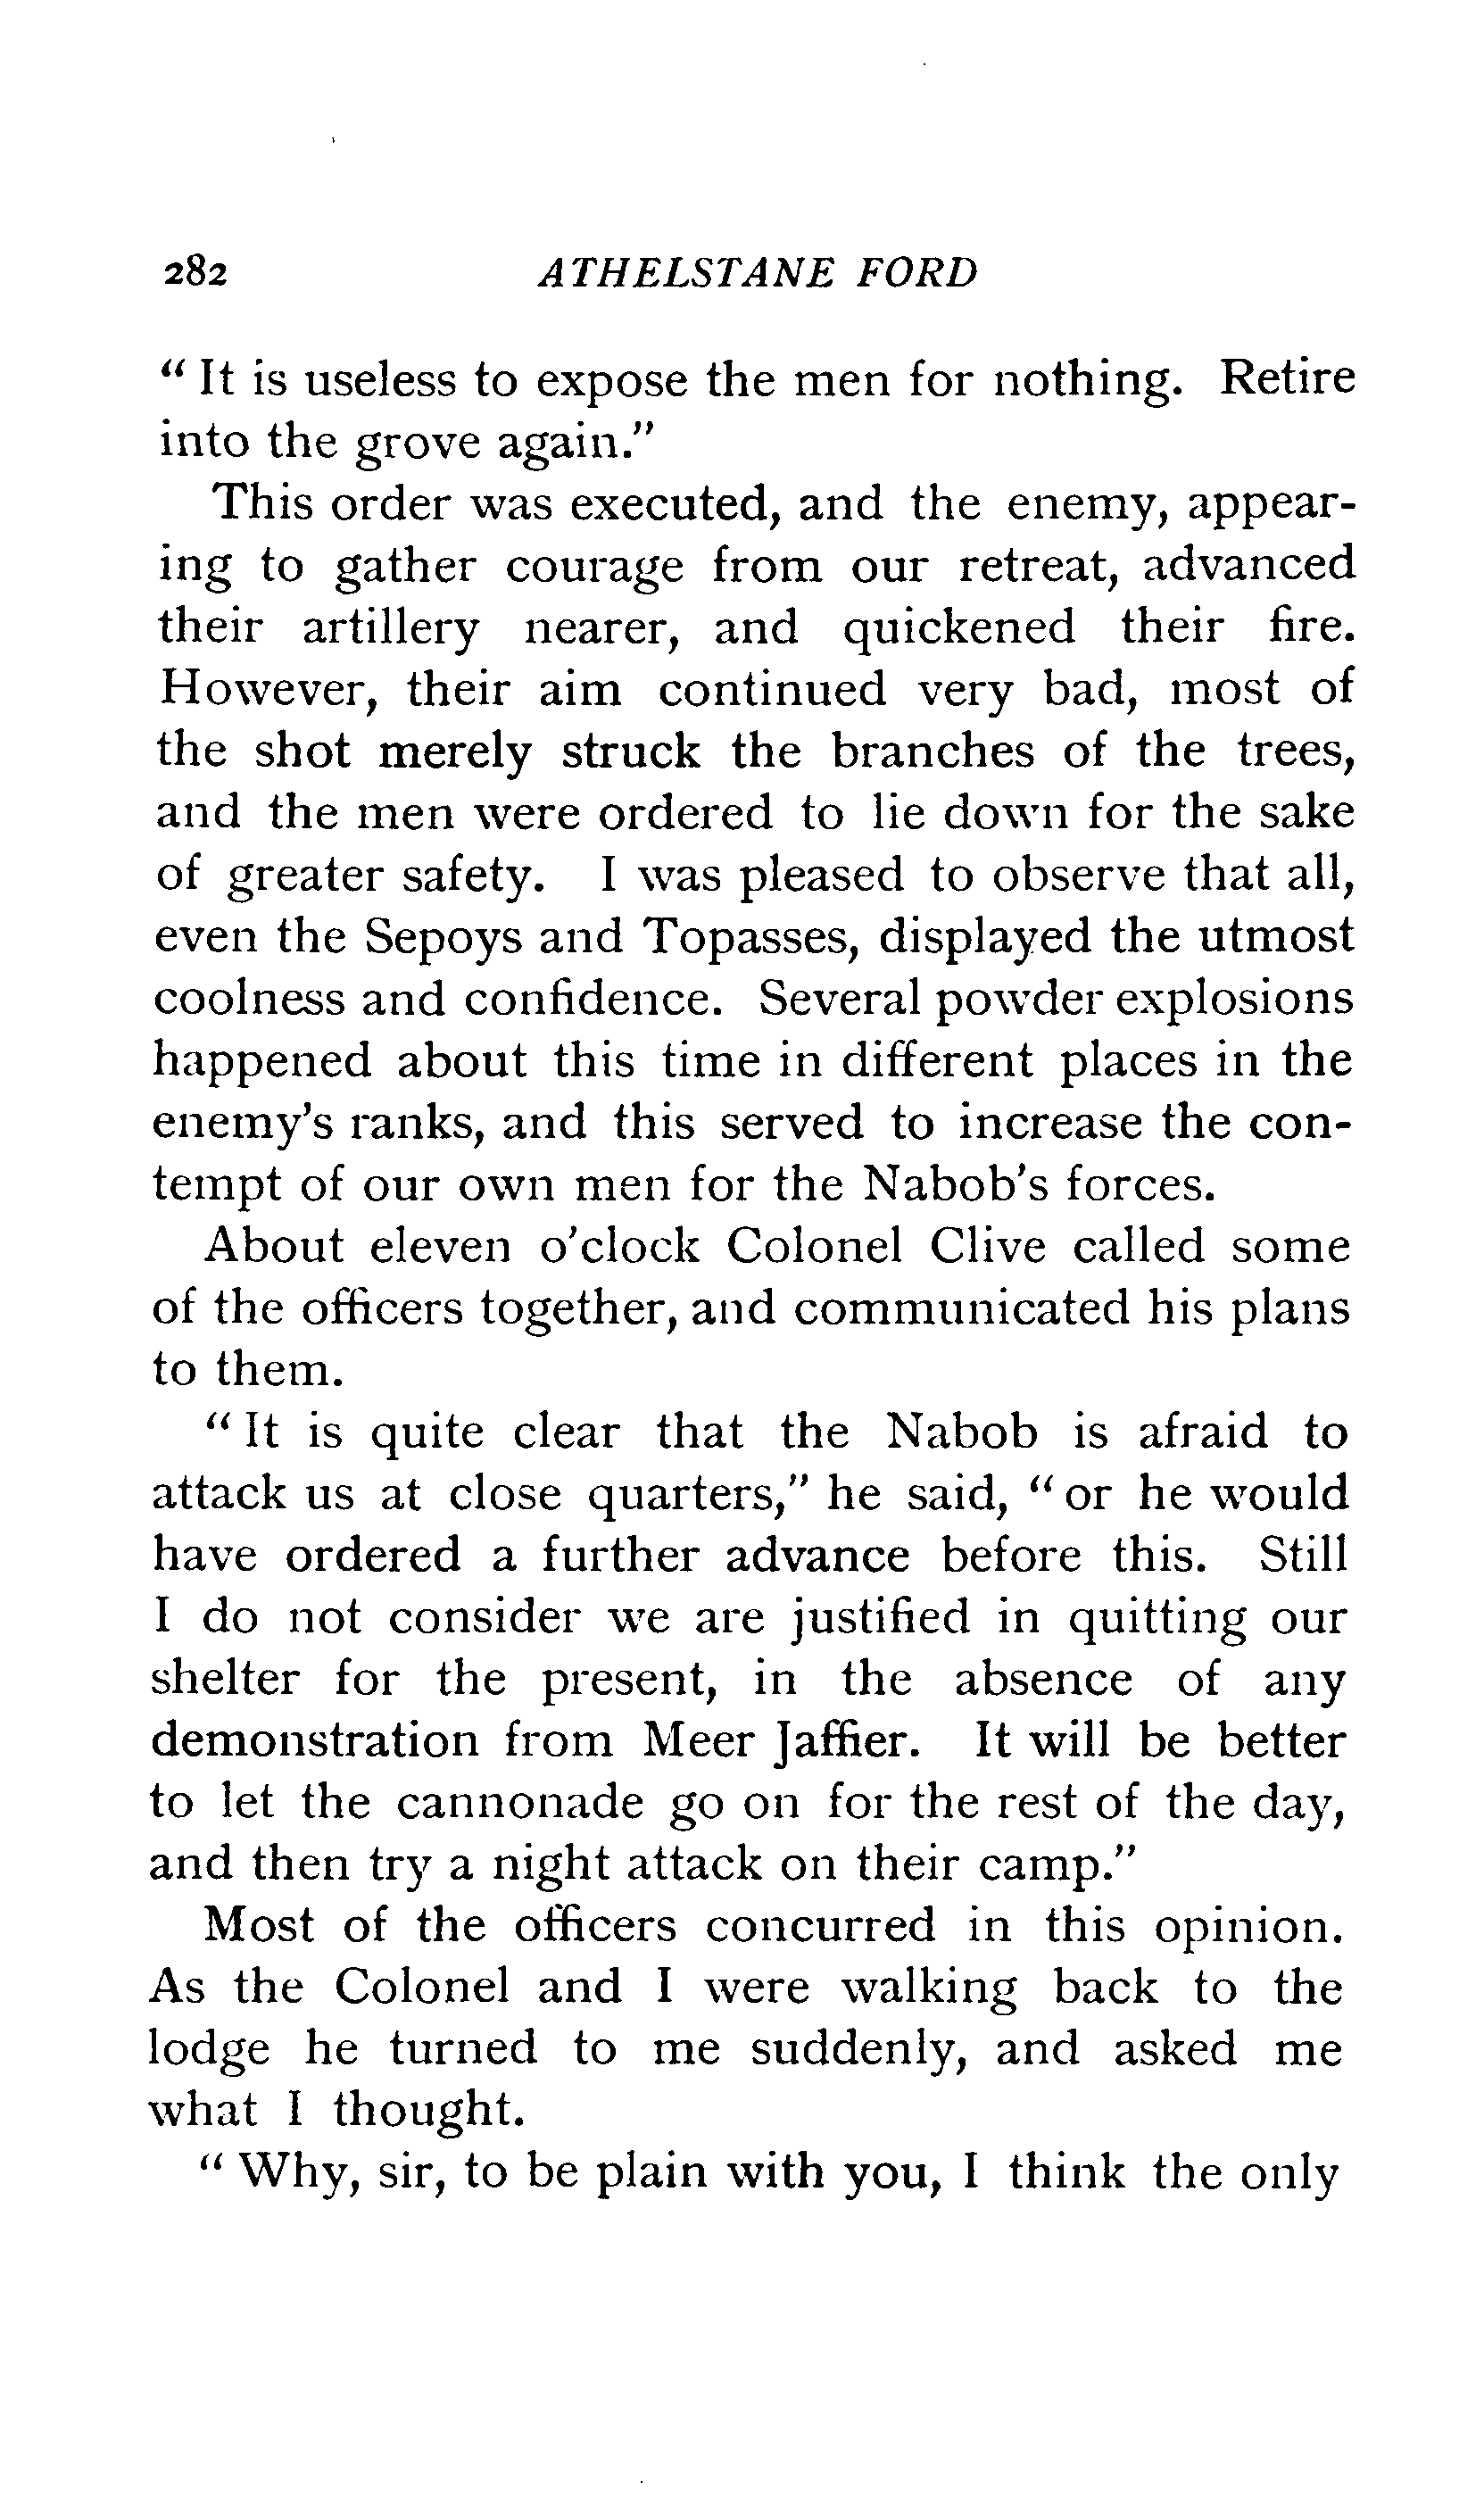 282 ATHELSTANE FORD
“ It is useless to expose the men for nothing. Retire
into the grove again.”
This order was executed, and the enemy, appear-
ing to gather courage from our retreat, advanced
their artillery nearer, and quickened their fire.
However, their aim continued very bad, most of
the shot merely struck the branches of the trees,
and the men were ordered to lie down for the sake
of greater safety. I was pleased to observe that all,
even the Sepoys and Topasses, displayed the utmost
coolness and confidence. Several powder explosions
happened about this time in different places in the
enemy's ranks, and this served to increase the con-
tempt of our own men for the Nabob's forces.
About eleven o'clock Colonel Clive called some
of the officers together, and communicated his plans
to them.
“ It is quite clear that the Nabob is afraid to
attack us at close quarters,” he said, “ or he would
have ordered a further advance before this. Still
I do not consider we are justified in quitting our
shelter for the present, in the absence of any
demonstration from Meer Jaffier. It will be better
to let the cannonade go on for the rest of the day,
and then try a night attack on their camp.”
Most of the officers concurred in this opinion.
As the Colonel and I were walking back to the
lodge he turned to me suddenly, and asked me
what I thought.
“ Why, sir, to be plain with you, I think the only